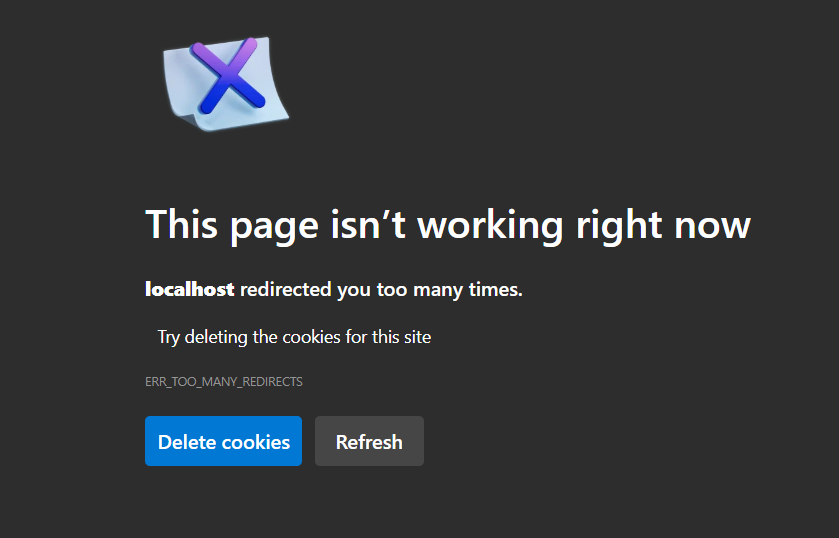 This page isn’t working right now
localhost redirected you too many times.
Try deleting the cookies for this site
ERR_TOO_MANY_REDIRECTS
Delete cookies Refresh